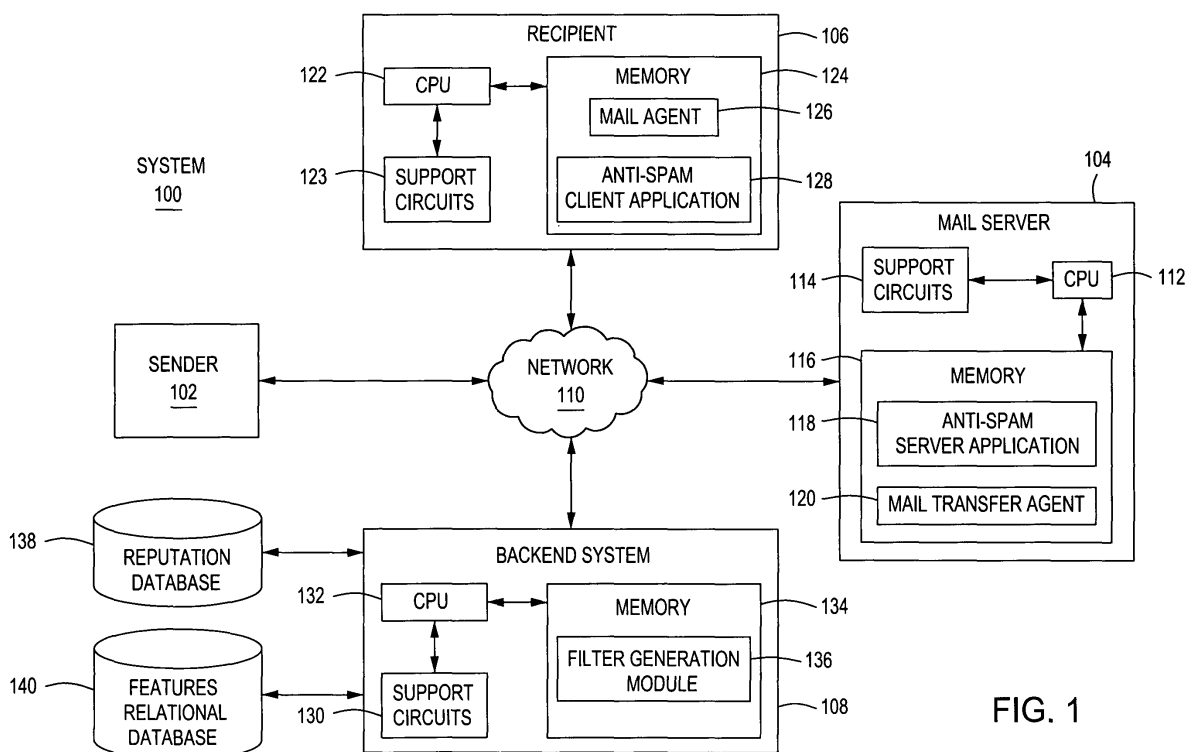 RECIPIENT
106
122
CPU
MEMORY
124
MAIL AGENT
126
123
SUPPORT
CIRCUITS
ANTI-SPAM
CLIENT APPLICATION
128
SYSTEM
100
104
MAIL SERVER
114
SUPPORT
CIRCUITS
CPU
112
116
MEMORY
118
ANTI-SPAM
SERVER APPLICATION
120
MAIL TRANSFER AGENT
SENDER
102
NETWORK
110
138
REPUTATION
DATABASE
140
FEATURES
RELATIONAL
DATABASE
BACKEND SYSTEM
132
CPU
MEMORY
134
FILTER GENERATION
MODULE
136
130
SUPPORT
CIRCUITS
108
FIG. 1